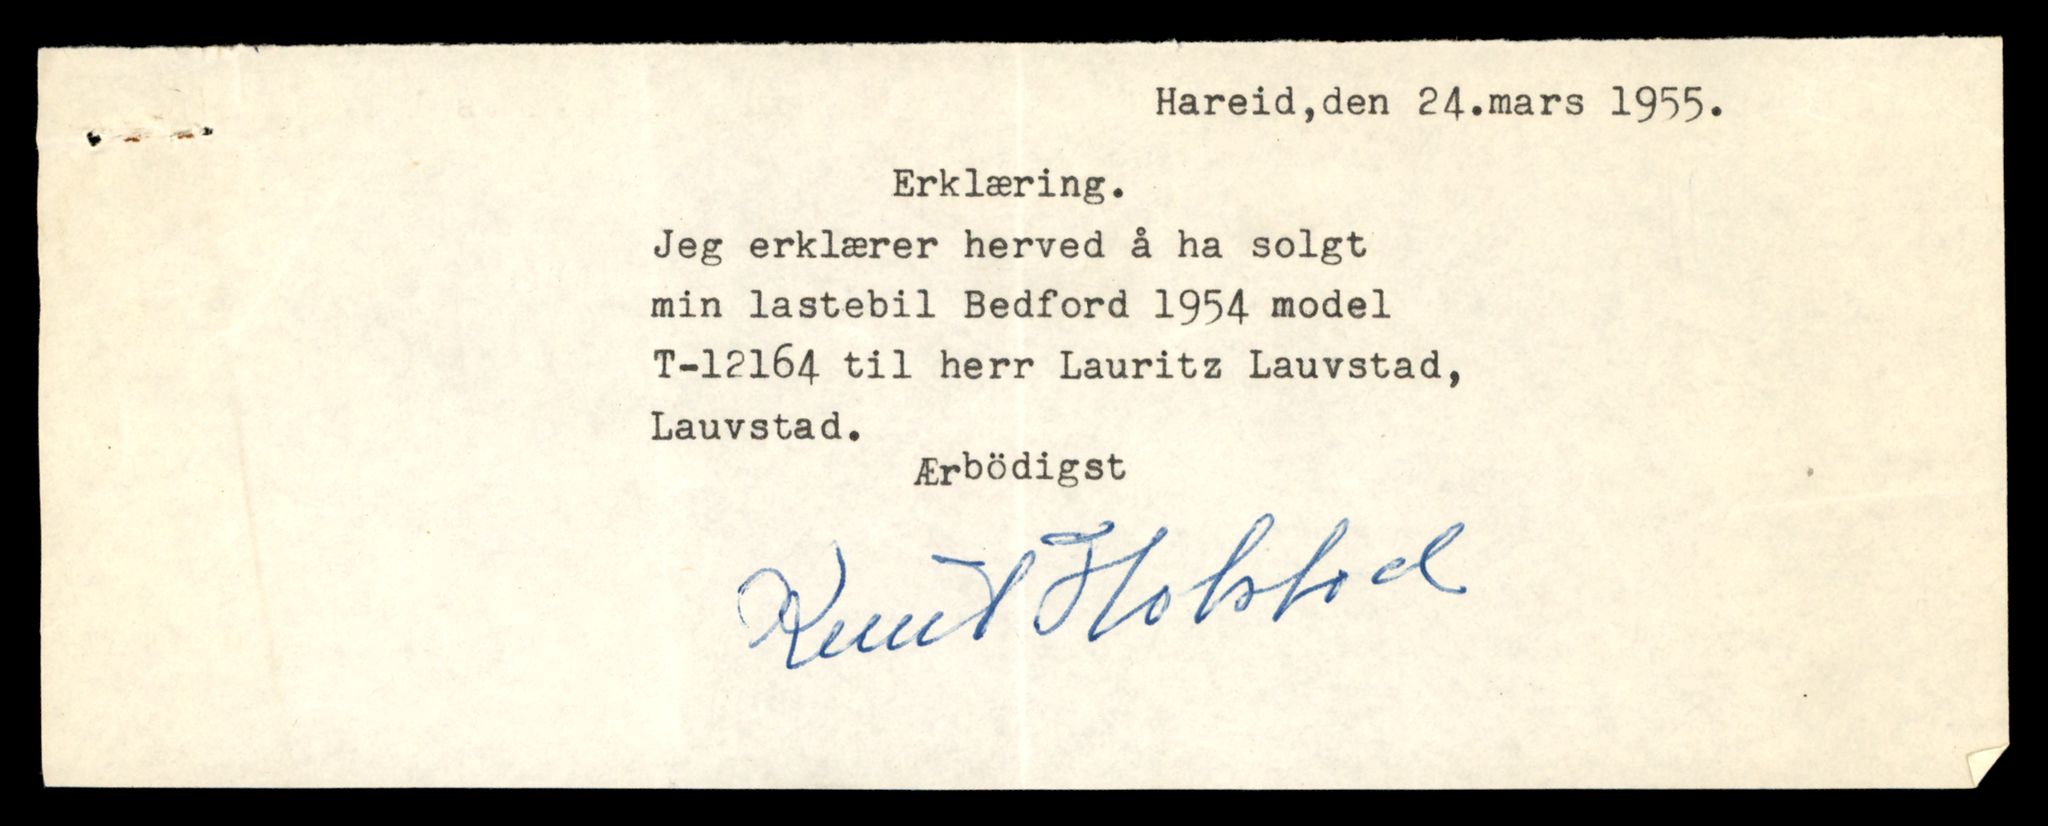 Hareid,den 24.mars 1955.
Erklæring.
Jeg erklærer herved å ha solgt
min lastebil Bedford 1954 model
T-12164 til herr Lauritz Lauvstad,
Lauvstad.
Ærbödigst
Knut Holstad